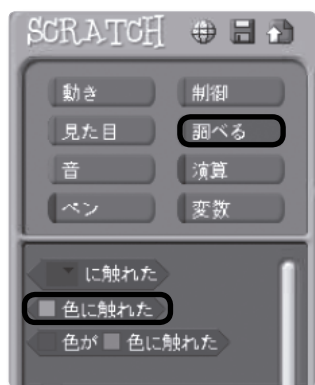 SCRATCH
動き 制御
見た目 調べる
音 演算
ペン 変数
に触れた
色に触れた
色が 色に触れた